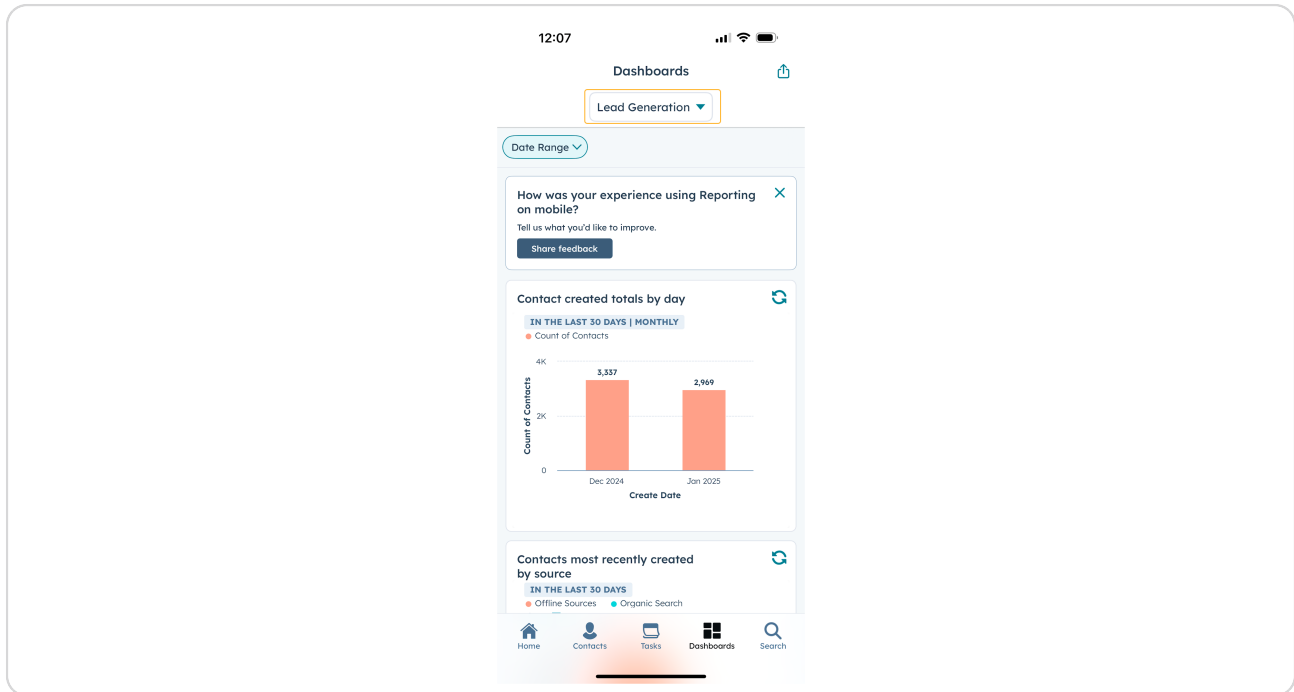 12:07
Dashboards
Lead Generation
Date Range
How was your experience using Reporting
on mobile?
Tell us what you'd like to improve.
Share feedback
Contact created totals by day
IN THE LAST 30 DAYS | MONTHLY
Count of Contacts
4K
3,337
2,969
Count of Contacts
2K
0
Dec 2024 Jan 2025
Create Date
Contacts most recently created
by source
IN THE LAST 30 DAYS
Offline Sources Organic Search
Home Contacts Tasks Dashboards Search